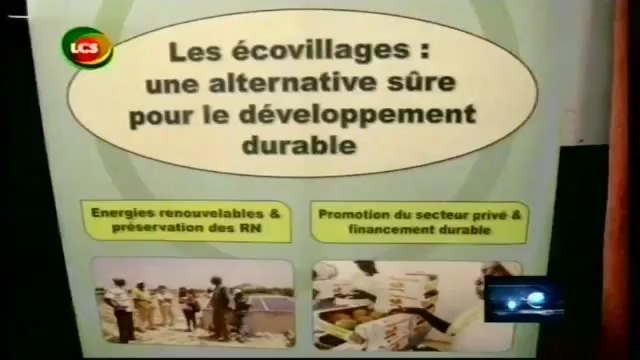 LCS
Les écovillages :
une alternative sûre
pour le développement
durable
Energies renouvelables &
préservation des RN
Promotion du secteur privé &
financement durable